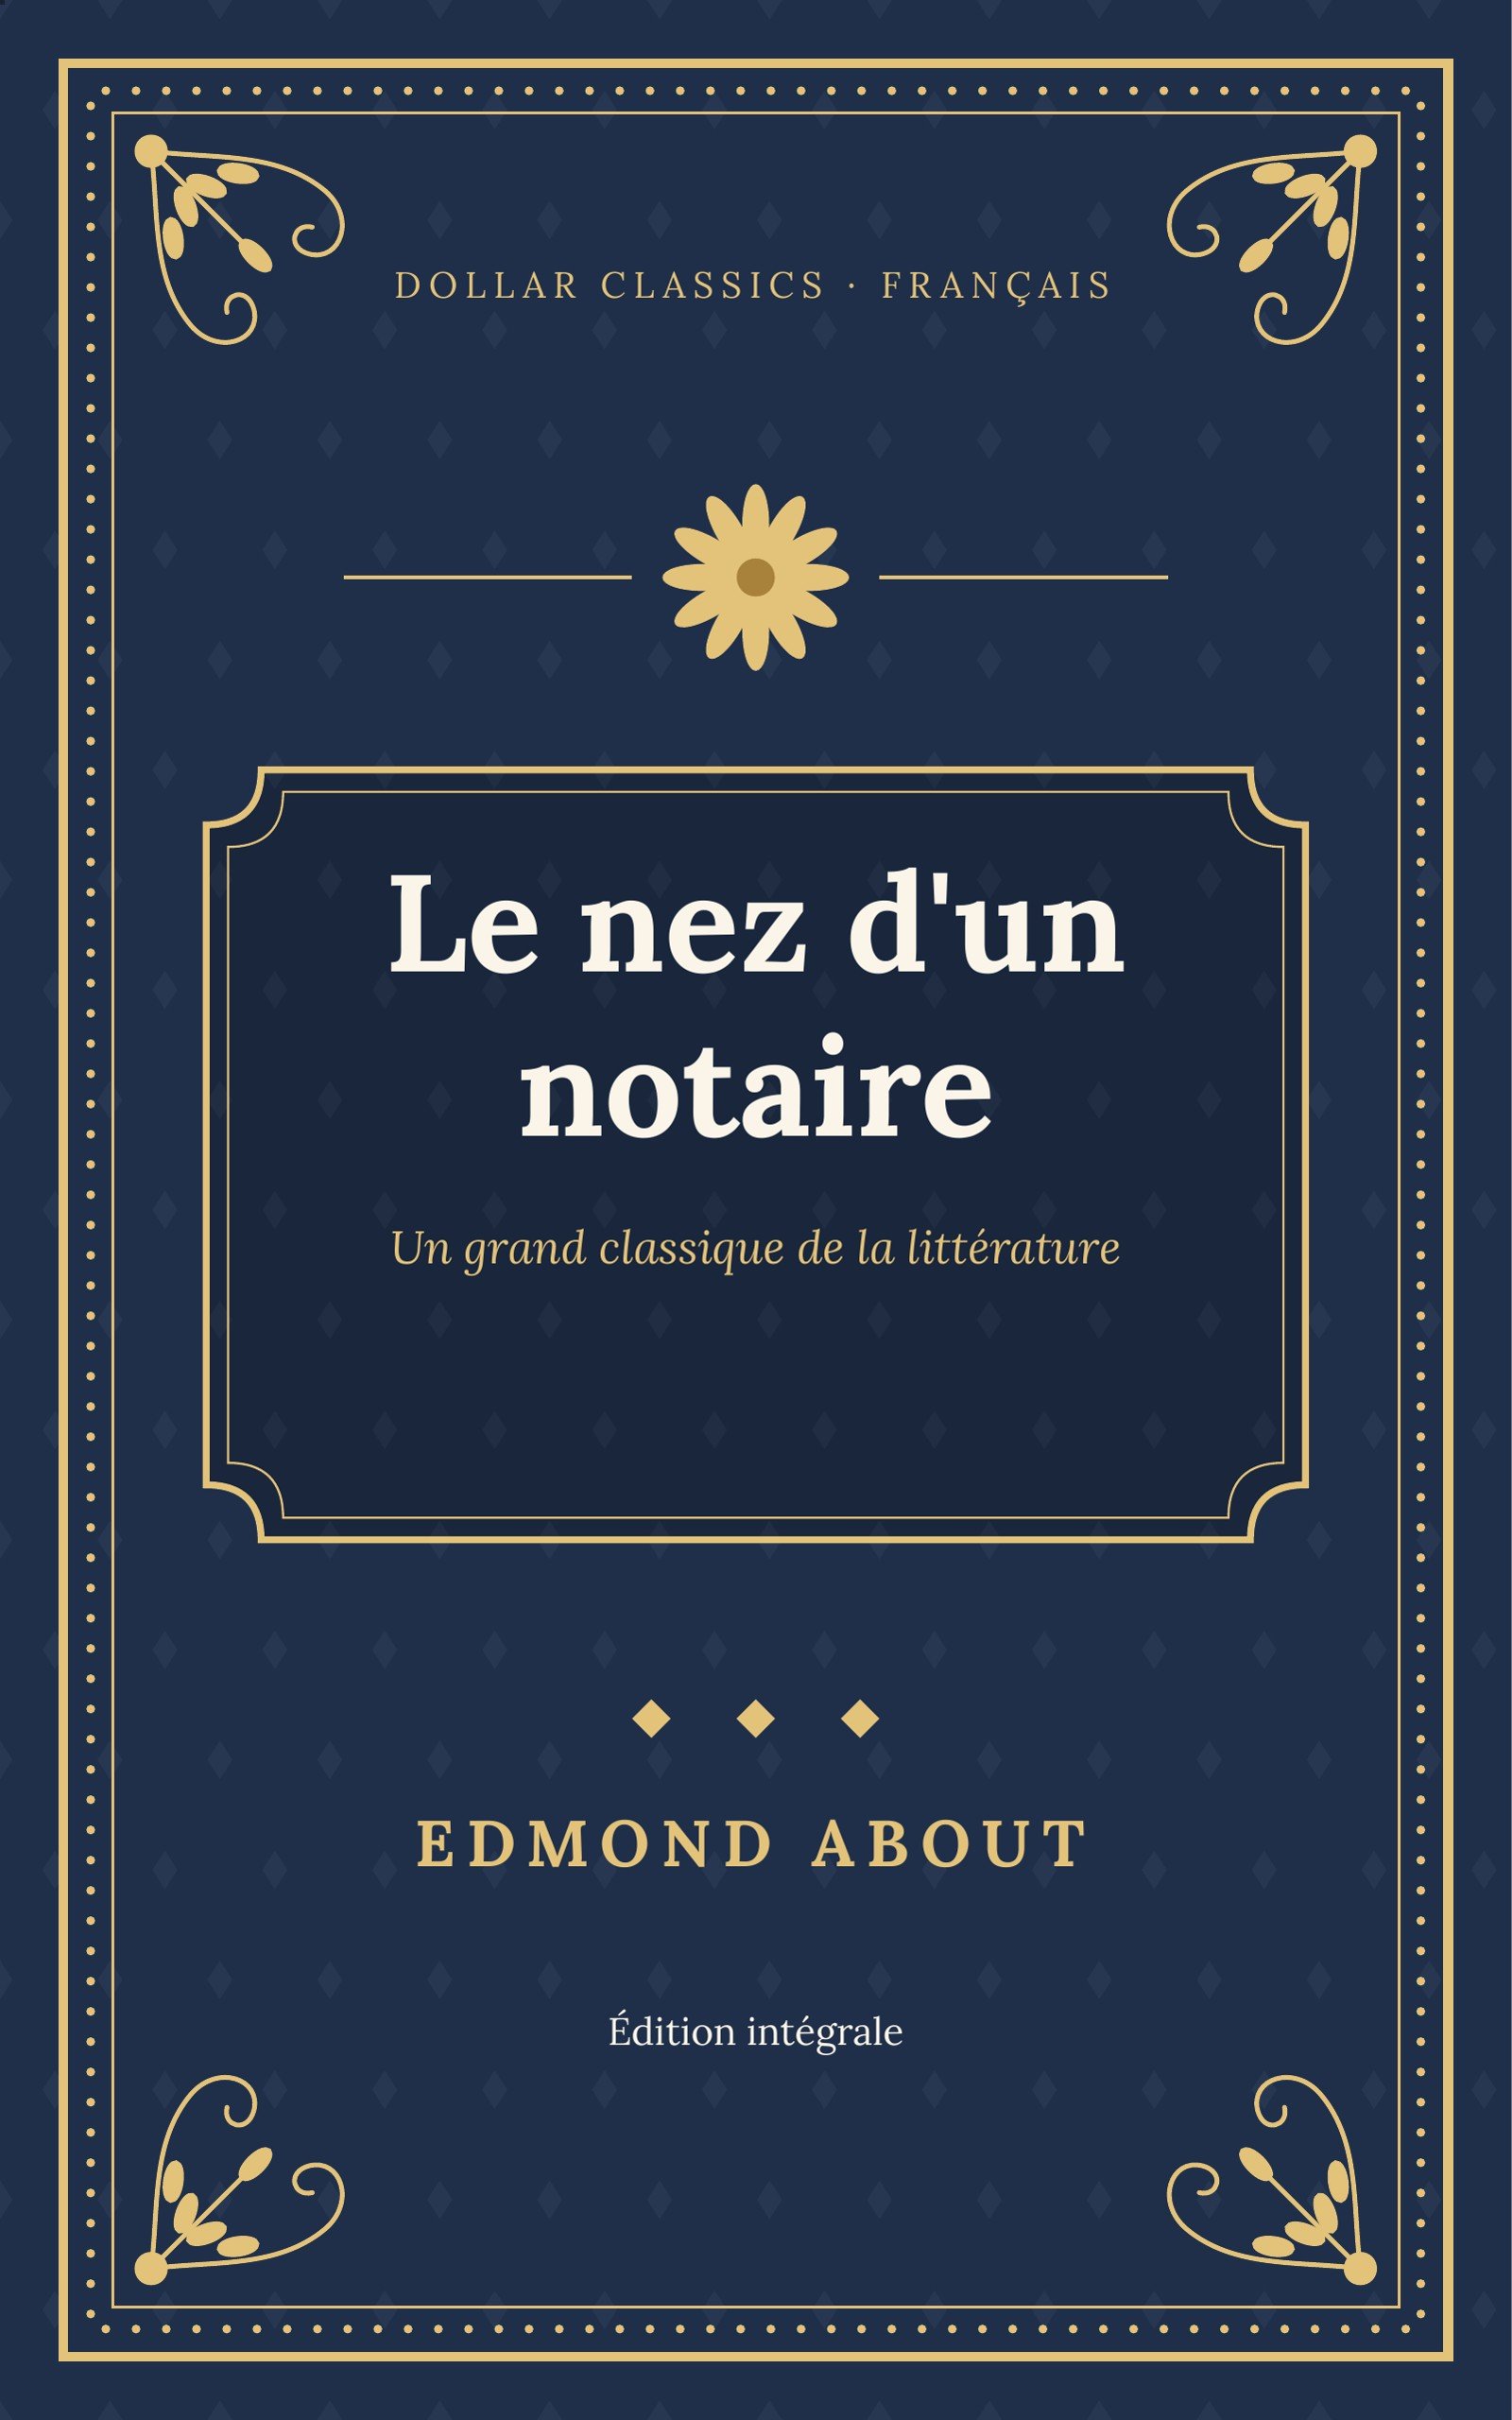 DOLLAR CLASSICS · FRANÇAIS
Le nez d'un
notaire
Un grand classique de la littérature
EDMOND ABOUT
Édition intégrale